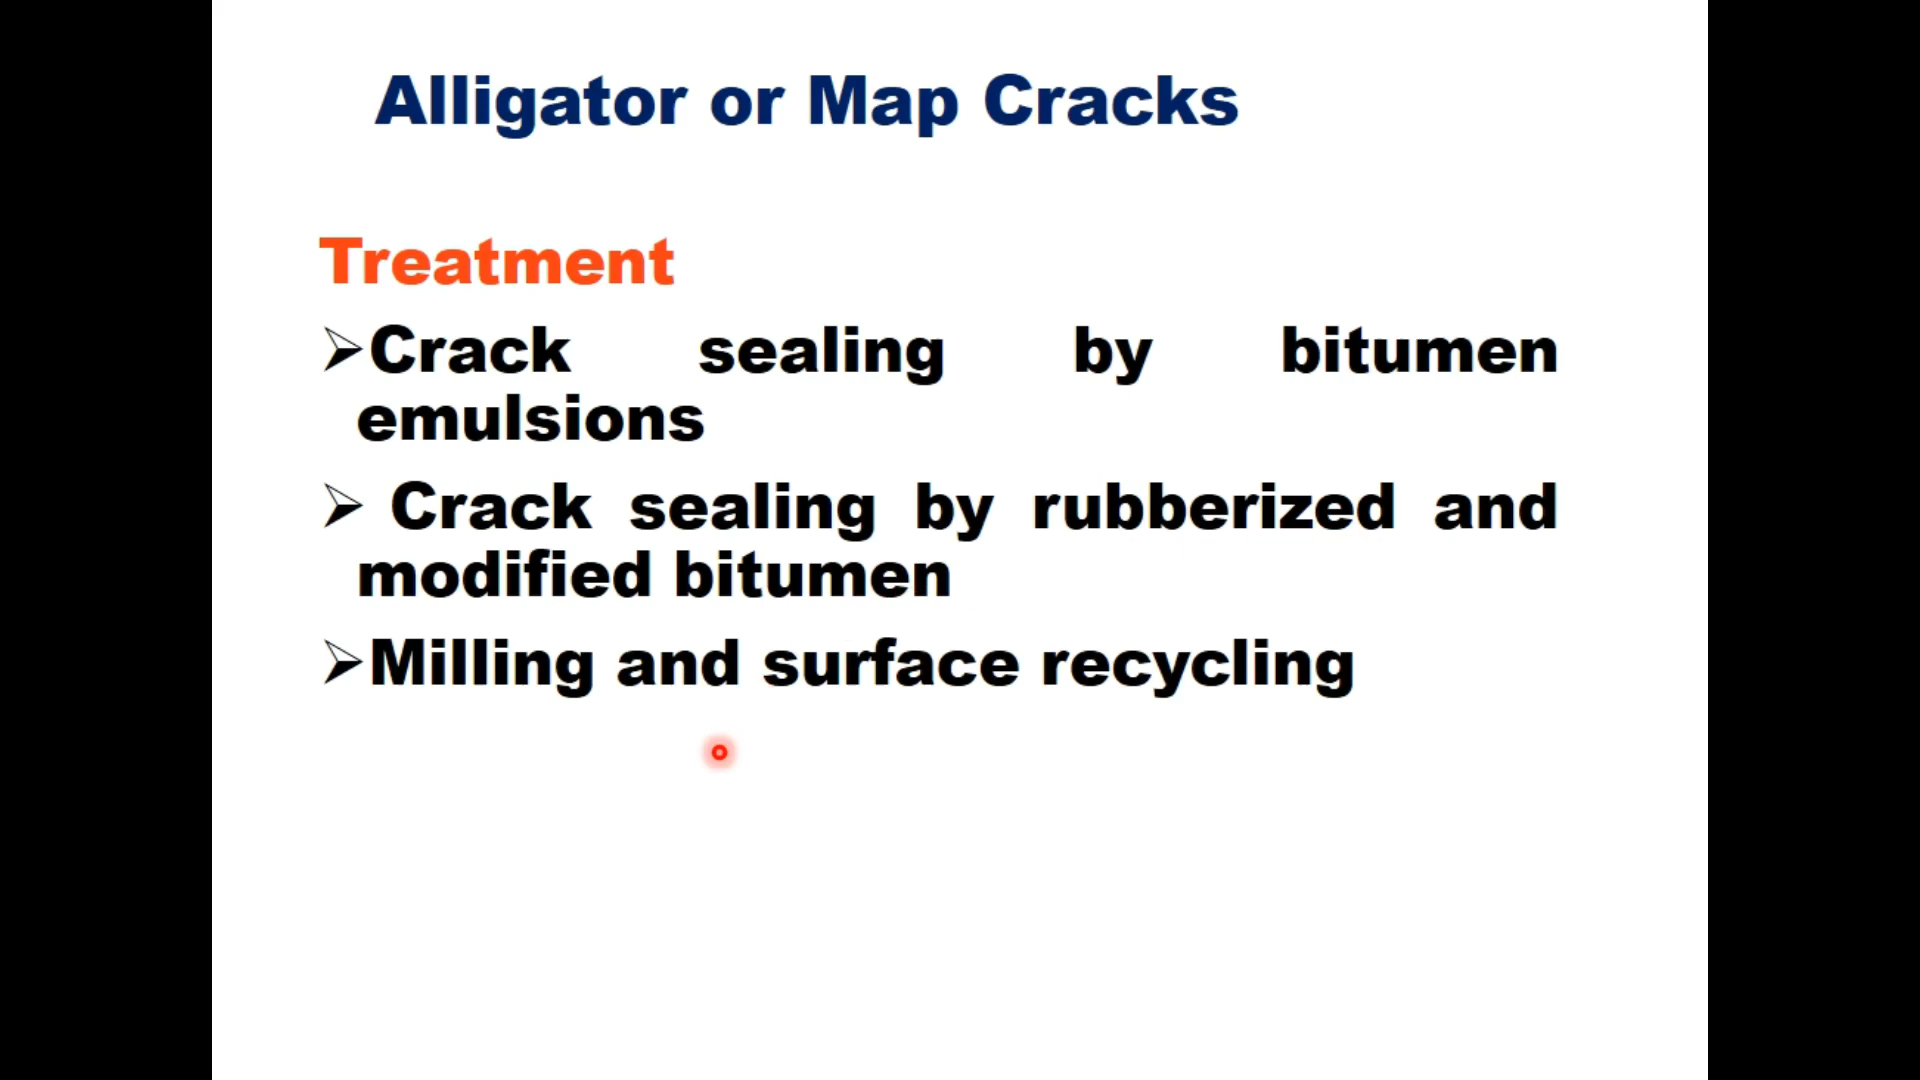 Alligator or Map Cracks
Treatment
➢Crack sealing by bitumen
emulsions
➢ Crack sealing by rubberized and
modified bitumen
➢Milling and surface recycling